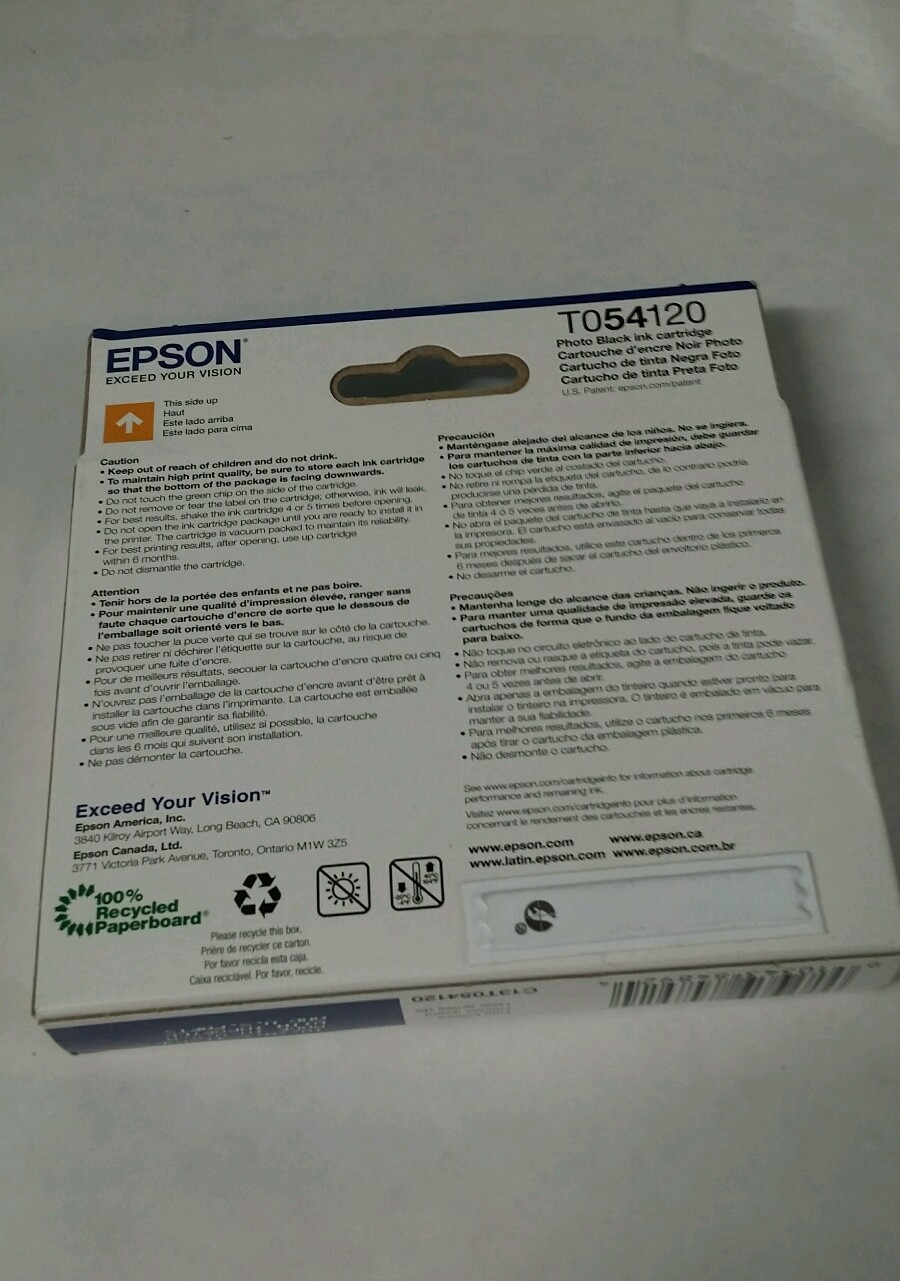 EPSON®
EXCEED YOUR VISION
T054120
Photo Black ink cartridge
Cartouche d'encre Noir Photo
Cartucho de tinta Negra Foto
Cartucho de tinta Preta Foto
U.S. Patent: epson.com/patent
This side up
Haut
Este lado arriba
Este lado para cima
Caution
• Keep out of reach of children and do not drink.
• To maintain high print quality, be sure to store each ink cartridge
so that the bottom of the package is facing downwards.
• Do not touch the green chip on the side of the cartridge.
• Do not remove or tear the label on the cartridge; otherwise, ink will leak.
• For best results, shake the ink cartridge 4 or 5 times before opening.
• Do not open the ink cartridge package until you are ready to install it in
the printer. The cartridge is vacuum packed to maintain its reliability.
• For best printing results, after opening, use up cartridge
within 6 months.
• Do not dismantle the cartridge.
Attention
• Tenir hors de la portée des enfants et ne pas boire.
• Pour maintenir une qualité d'impression élevée, ranger sans
faute chaque cartouche d'encre de sorte que le dessous de
l'emballage soit orienté vers le bas.
• Ne pas toucher la puce verte qui se trouve sur le côté de la cartouche.
• Ne pas retirer ni déchirer l'étiquette sur la cartouche, au risque de
provoquer une fuite d'encre.
• Pour de meilleurs résultats, secouer la cartouche d'encre quatre ou cinq
fois avant d'ouvrir l'emballage.
• N'ouvrez pas l'emballage de la cartouche d'encre avant d'être prêt à
installer la cartouche dans l'imprimante. La cartouche est emballée
sous vide afin de garantir sa fiabilité.
• Pour une meilleure qualité, utilisez si possible, la cartouche
dans les 6 mois qui suivent son installation.
• Ne pas démonter la cartouche.
Precaución
• Manténgase alejado del alcance de los niños. No se ingiera.
• Para mantener la máxima calidad de impresión, debe guardar
los cartuchos de tinta con la parte inferior hacia abajo.
• No toque el chip verde al costado del cartucho.
• No retire ni rompa la etiqueta del cartucho, de lo contrario podría
producirse una pérdida de tinta.
• Para obtener mejores resultados, agite el paquete del cartucho
de tinta 4 ó 5 veces antes de abrirlo.
• No abra el paquete del cartucho de tinta hasta que vaya a instalarlo en
la impresora. El cartucho está envasado al vacío para conservar todas
sus propiedades.
• Para mejores resultados, utilice este cartucho dentro de los primeros
6 meses después de sacar el cartucho del envoltorio plástico.
• No desarme el cartucho.
Precauções
• Mantenha longe do alcance das crianças. Não ingerir o produto.
• Para manter uma qualidade de impressão elevada, guarde os
cartuchos de forma que o fundo da embalagem fique voltado
para baixo.
• Não toque no circuito eletrônico ao lado do cartucho de tinta.
• Não remova ou rasque a etiqueta do cartucho, pois a tinta pode vazar.
• Para obter melhores resultados, agite a embalagem do cartucho
4 ou 5 vezes antes de abrir.
• Abra apenas a embalagem do tinteiro quando estiver pronto para
instalar o tinteiro na impressora. O tinteiro é embalado em vácuo para
manter a sua fiabilidade.
• Para melhores resultados, utilize o cartucho nos primeiros 6 meses
após tirar o cartucho da embalagem plástica.
• Não desmonte o cartucho.
See www.epson.com/cartridgeinfo for information about cartridge
performance and remaining ink.
Visitez www.epson.com/cartridgeinfo pour plus d'information
concernant le rendement des cartouches et les encres restantes.
www.epson.com www.epson.ca
www.latin.epson.com www.epson.com.br
Exceed Your Vision™
Epson America, Inc.
3840 Kilroy Airport Way, Long Beach, CA 90806
Epson Canada, Ltd.
3771 Victoria Park Avenue, Toronto, Ontario M1W 3Z5
100%
Recycled
Paperboard®
Please recycle this box.
Prière de recycler ce carton.
Por favor recicla esta caja.
Caixa reciclável. Por favor, recicle.
C13T054120